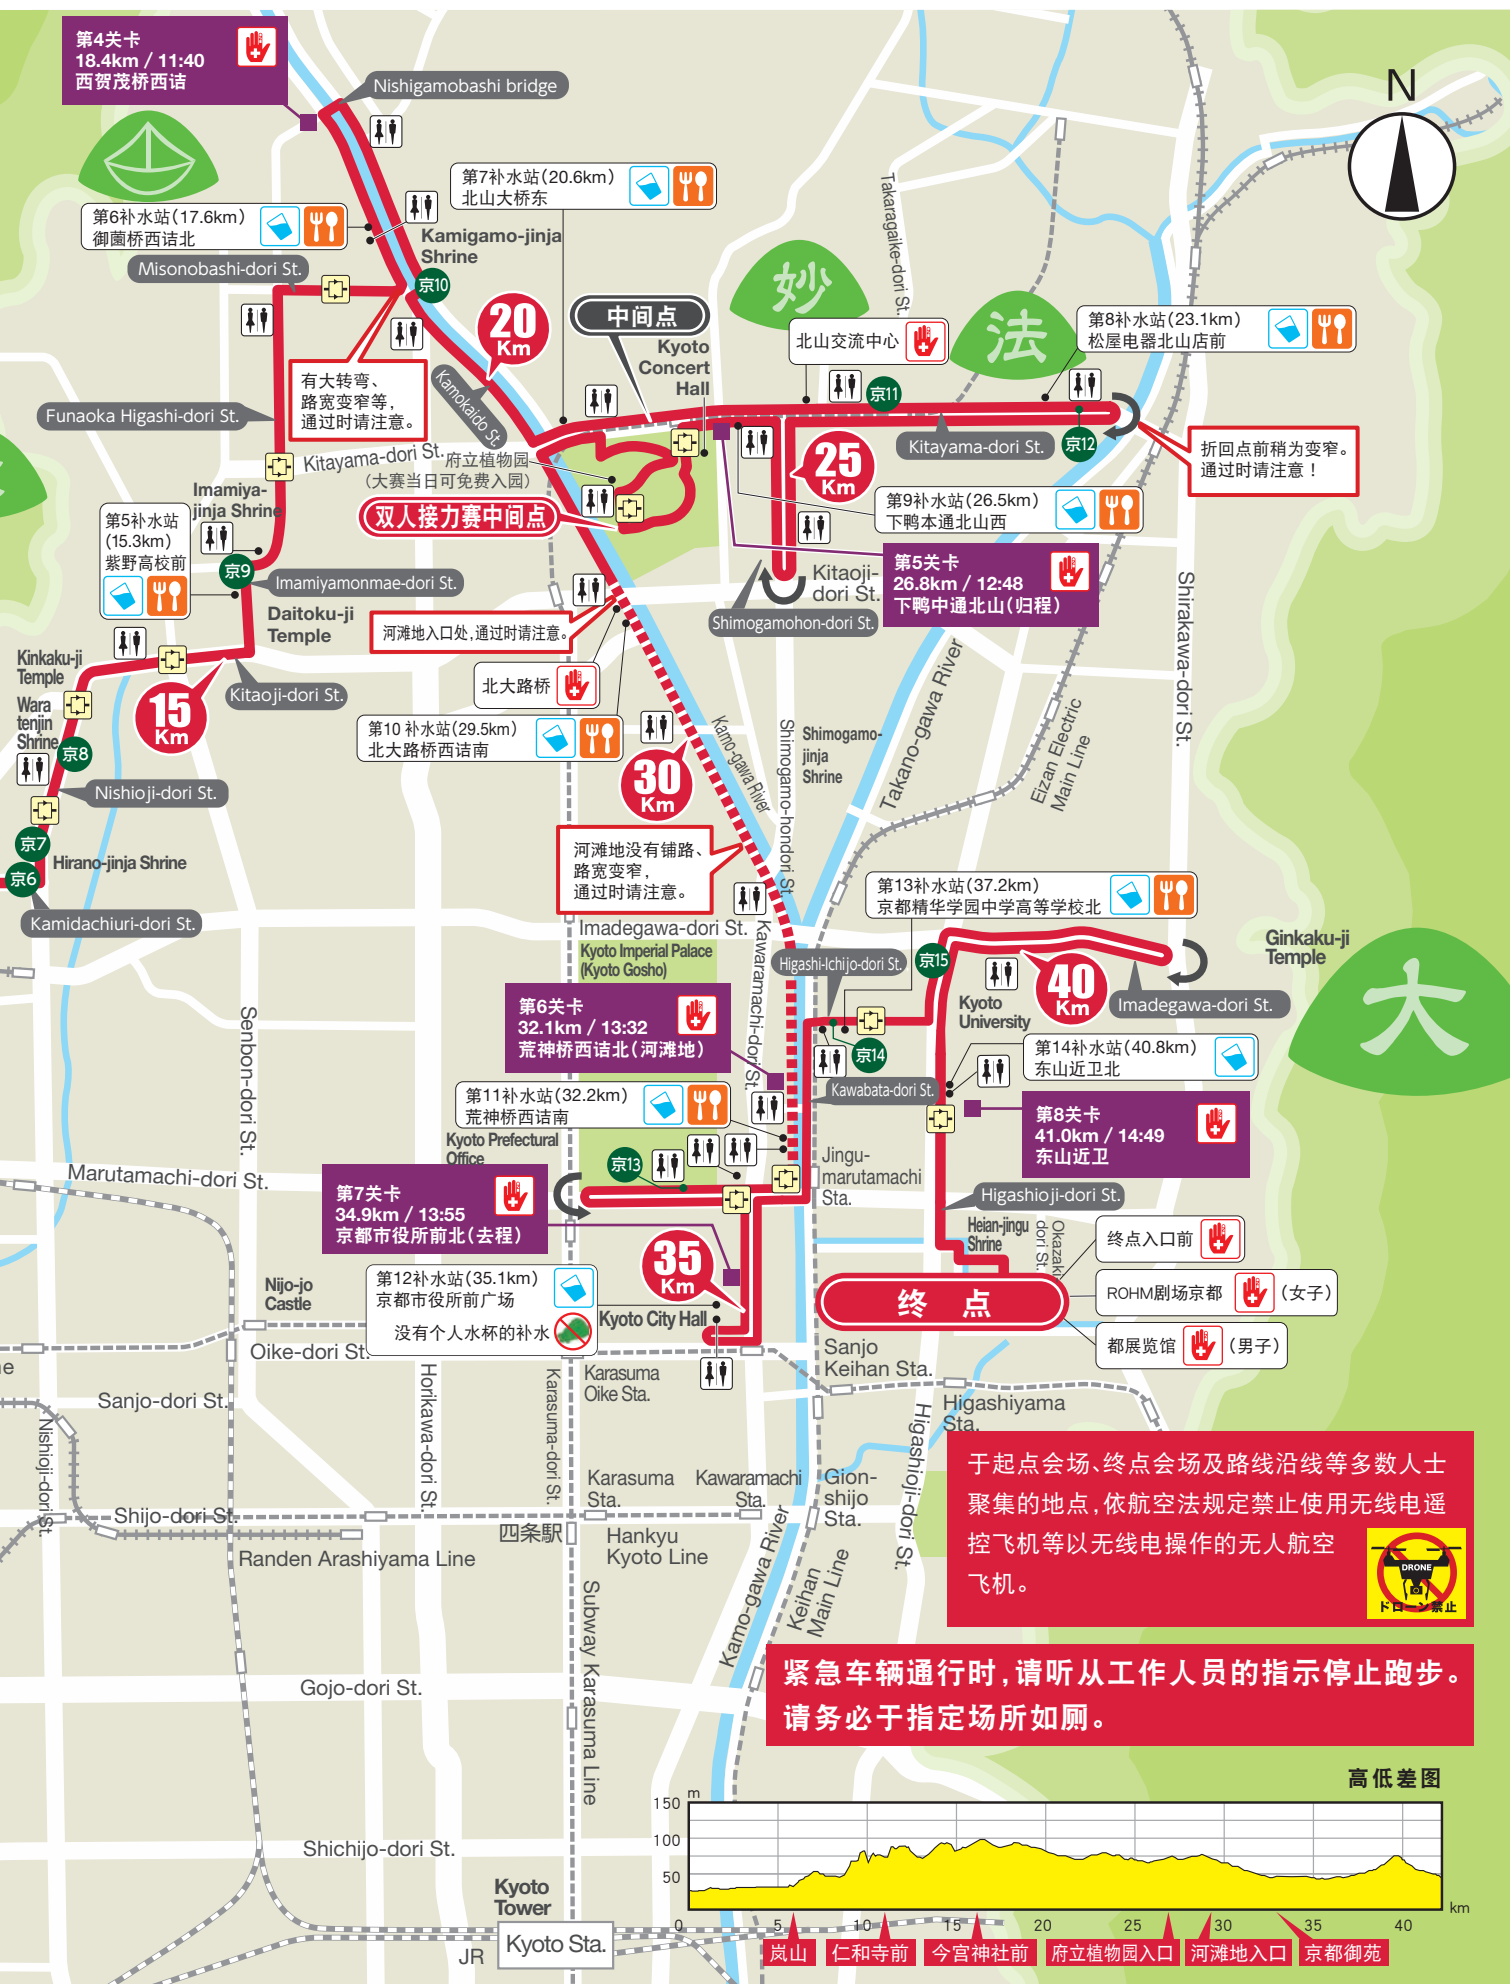 第4关卡
18.4km / 11:40
西贺茂桥西诘
Nishigamobashi bridge
N
第7补水站(20.6km)
北山大桥东
第6补水站(17.6km)
御薗桥西诘北
Kamigamo-jinja
Shrine
Misonobashi-dori St.
京10
Takaragaike-dori St.
妙
法
20
Km
中间点
Kyoto
Concert
Hall
北山交流中心
第8补水站(23.1km)
松屋电器北山店前
有大转弯、
路宽变窄等，
通过时请注意。
Kamokaido St.
京11
Funaoka Higashi-dori St.
Kitayama-dori St.
Kitayama-dori St.
京12
折回点前稍为变窄。
通过时请注意！
府立植物园
（大赛当日可免费入园）
25
Km
双人接力赛中间点
Imamiya-
jinja Shrine
第5补水站
(15.3km)
紫野高校前
第9补水站(26.5km)
下鸭本通北山西
京9
Imamiyamonmae-dori St.
第5关卡
26.8km / 12:48
下鸭中通北山(归程)
Kitaoji-
dori St.
Shimogamohon-dori St.
Daitoku-ji
Temple
河滩地入口处，通过时请注意。
Shirakawa-dori St.
Kinkaku-ji
Temple
Wara
tenjin
Shrine
15
Km
Kitaoji-dori St.
北大路桥
第10 补水站(29.5km)
北大路桥西诘南
京8
Nishioji-dori St.
30
Km
Kamo-gawa River
Shimogamo-hondori St.
Shimogamo-
jinja
Shrine
Takano-gawa River
Eizan Electric
Main Line
京7
Hirano-jinja Shrine
京6
Kamidachiuri-dori St.
河滩地没有铺路、
路宽变窄，
通过时请注意。
第13补水站(37.2km)
京都精华学园中学高等学校北
Imadegawa-dori St.
Kyoto Imperial Palace
(Kyoto Gosho)
Kawaramachi-dori St.
Higashi-Ichijo-dori St.
京15
40
Km
Ginkaku-ji
Temple
Imadegawa-dori St.
大
Kyoto
University
第6关卡
32.1km / 13:32
荒神桥西诘北(河滩地)
Senbon-dori St.
京14
第14补水站(40.8km)
东山近卫北
Kawabata-dori St.
第11补水站(32.2km)
荒神桥西诘南
第8关卡
41.0km / 14:49
东山近卫
Kyoto Prefectural
Office
京13
Jingu-
marutamachi
Sta.
Marutamachi-dori St.
第7关卡
34.9km / 13:55
京都市役所前北(去程)
Higashioji-dori St.
Heian-jingu
Shrine
Okazaki
dori St.
终点入口前
35
Km
ROHM剧场京都
(女子)
终 点
都展览馆
(男子)
第12补水站(35.1km)
京都市役所前广场
没有个人水杯的补水
Nijo-jo
Castle
Kyoto City Hall
Oike-dori St.
Karasuma
Oike Sta.
Sanjo
Keihan Sta.
Higashiyama
Sta.
Sanjo-dori St.
Nishioji-dori St.
Horikawa-dori St.
Karasuma-dori St.
Higashioji-dori St.
Karasuma
Sta.
Kawaramachi
Sta.
Gion-
shijo
Sta.
Shijo-dori St.
四条駅
Hankyu
Kyoto Line
Randen Arashiyama Line
Kamo-gawa River
Keihan
Main Line
Subway Karasuma Line
于起点会场、终点会场及路线沿线等多数人士
聚集的地点，依航空法规定禁止使用无线电遥
控飞机等以无线电操作的无人航空
飞机。
DRONE
ドローン禁止
紧急车辆通行时，请听从工作人员的指示停止跑步。
请务必于指定场所如厕。
Gojo-dori St.
Shichijo-dori St.
Kyoto
Tower
Kyoto Sta.
JR
高低差图
m
150
100
50
0
5
10
15
20
25
30
35
40
km
岚山
仁和寺前
今宫神社前
府立植物园入口
河滩地入口
京都御苑